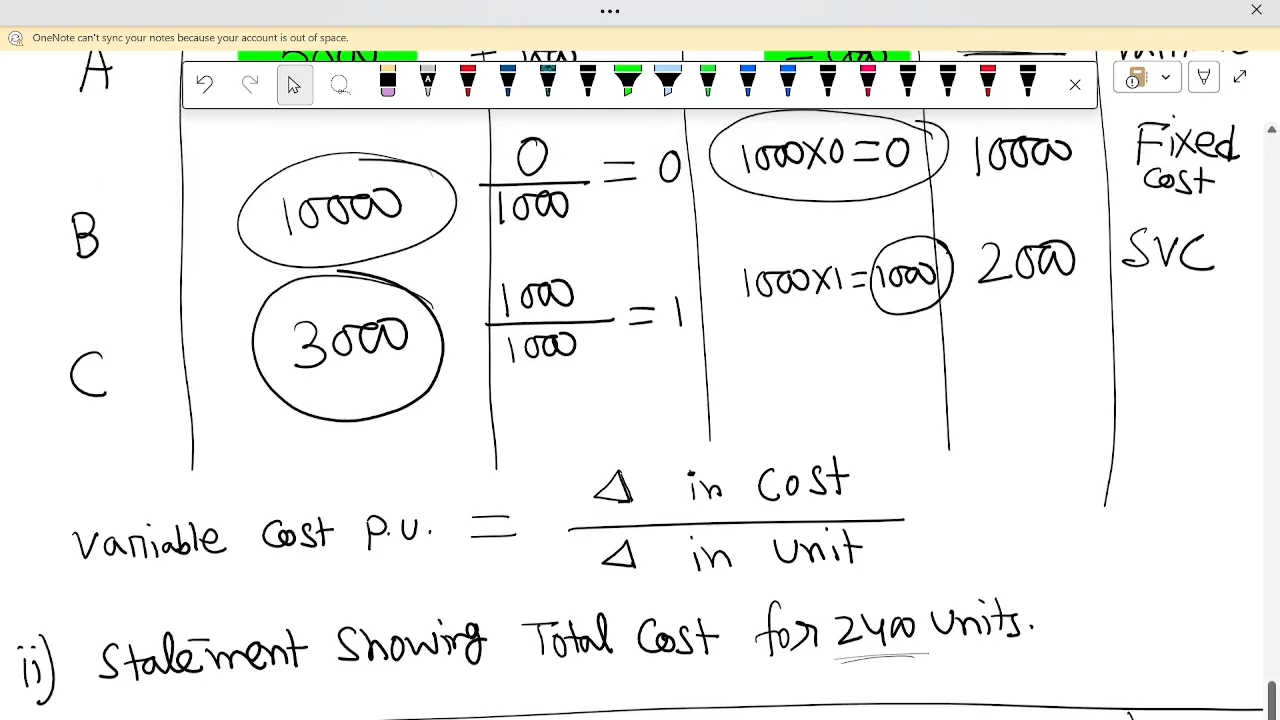 OneNote can't sync your notes because your account is out of space.
A
0/1000 = 0
1000×0=0
10000
Fixed cost
B
10000
C
3000
1000/1000 = 1
1000×1=1000
2000
SVC
Variable cost p.u. = Δ in cost / Δ in unit
ii) Statement Showing Total Cost for 2400 units.